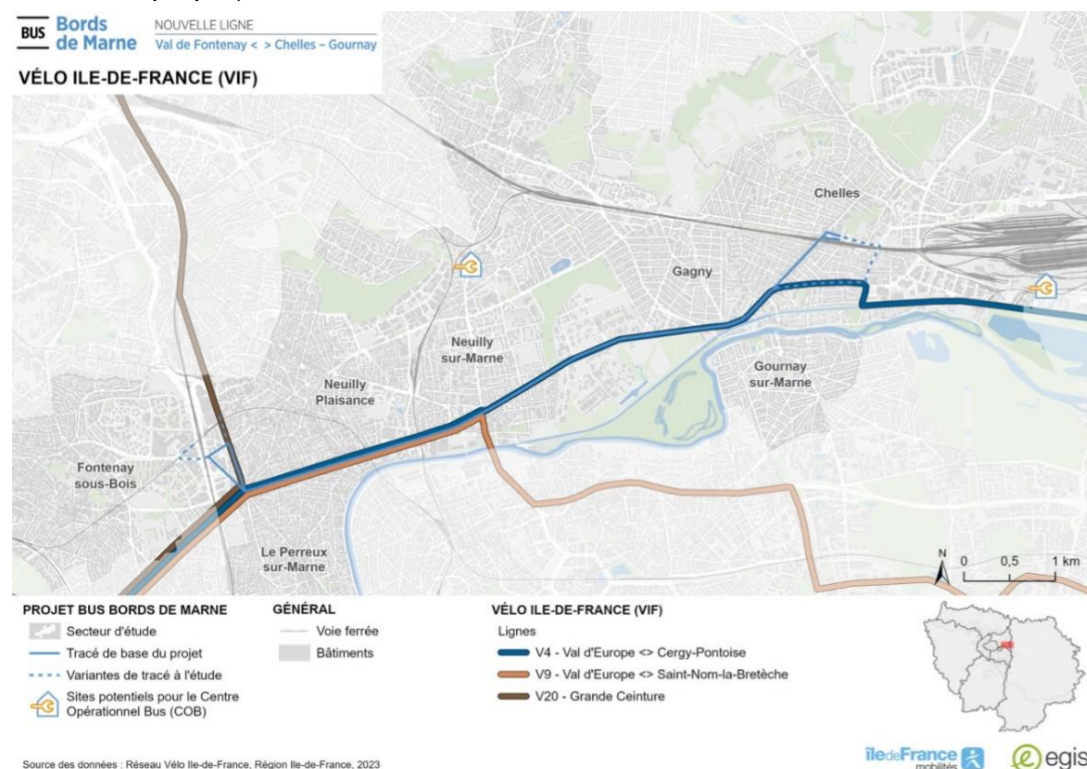 BUS
Bords
de Marne
NOUVELLE LIGNE
Val de Fontenay < > Chelles – Gournay
VÉLO ILE-DE-FRANCE (VIF)
Chelles
Gagny
Neuilly
sur-Marne
Gournay
sur-Marne
Neuilly
Plaisance
Fontenay
sous-Bois
Le Perreux
sur-Marne
N
0 0,5 1 km
PROJET BUS BORDS DE MARNE
Secteur d'étude
Tracé de base du projet
Variantes de tracé à l'étude
Sites potentiels pour le Centre
Opérationnel Bus (COB)
GÉNÉRAL
Voie ferrée
Bâtiments
VÉLO ILE-DE-FRANCE (VIF)
Lignes
V4 - Val d'Europe <> Cergy-Pontoise
V9 - Val d'Europe <> Saint-Nom-la-Bretèche
V20 - Grande Ceinture
Source des données : Réseau Vélo Ile-de-France, Région Ile-de-France, 2023
îledeFrance
mobilités
egis